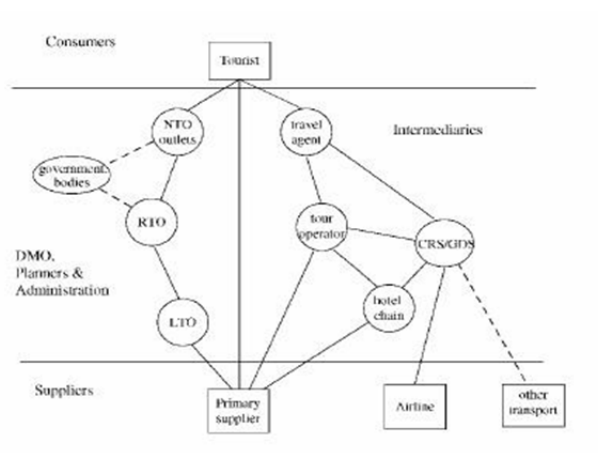 Consumers
Tourist
NTO
outlets
travel
agent
Intermediaries
government
bodies
RTO
tour
operator
CRS/GDS
DMO,
Planners &
Administration
hotel
chain
LTO
Suppliers
Primary
supplier
Airline
other
transport